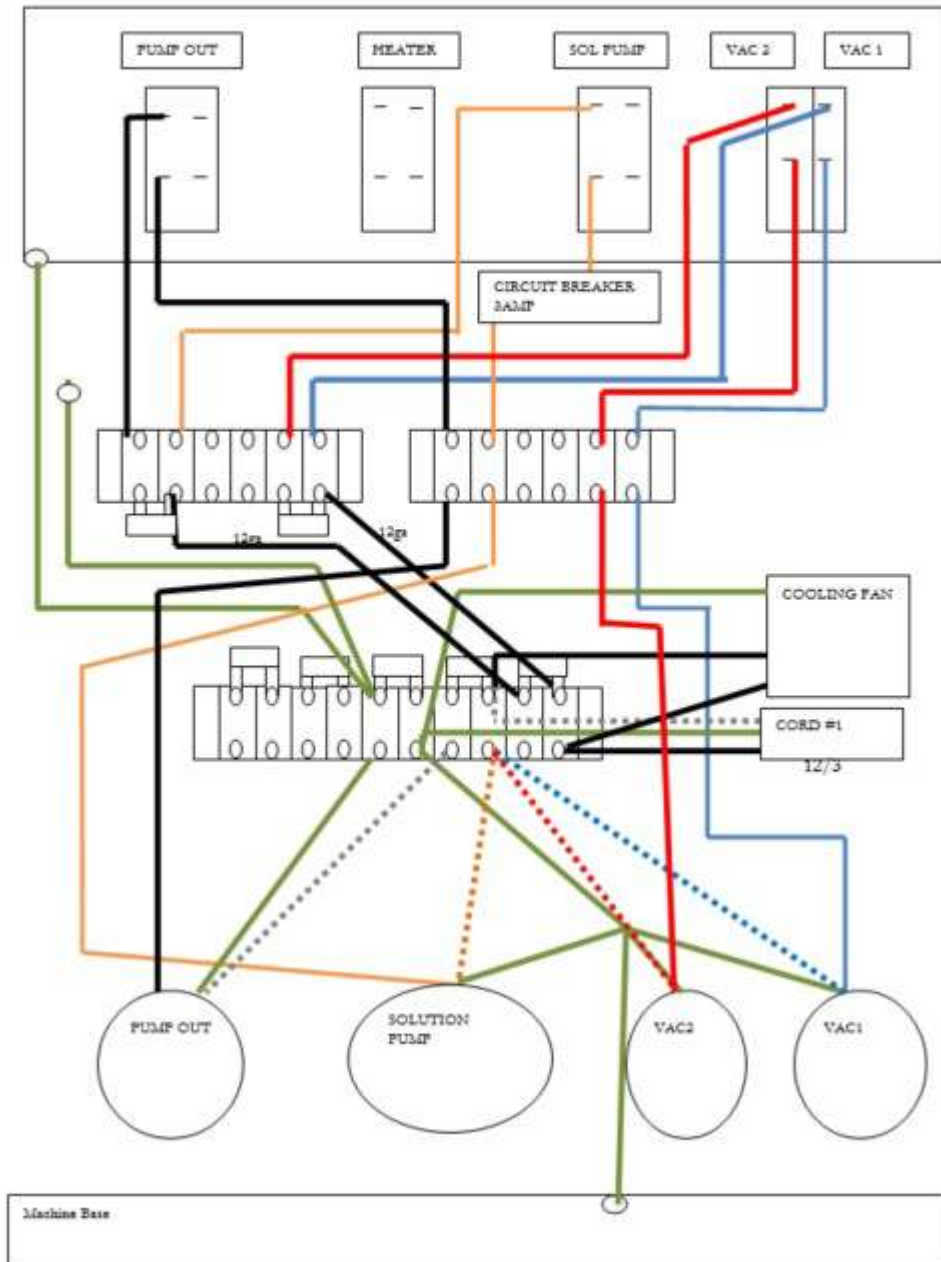 PUMP OUT
HEATER
SOL PUMP
VAC 2
VAC 1
CIRCUIT BREAKER
3AMP
12ga
12ga
COOLING FAN
CORD #1
12/3
PUMP OUT
SOLUTION
PUMP
VAC2
VAC1
Machine Base